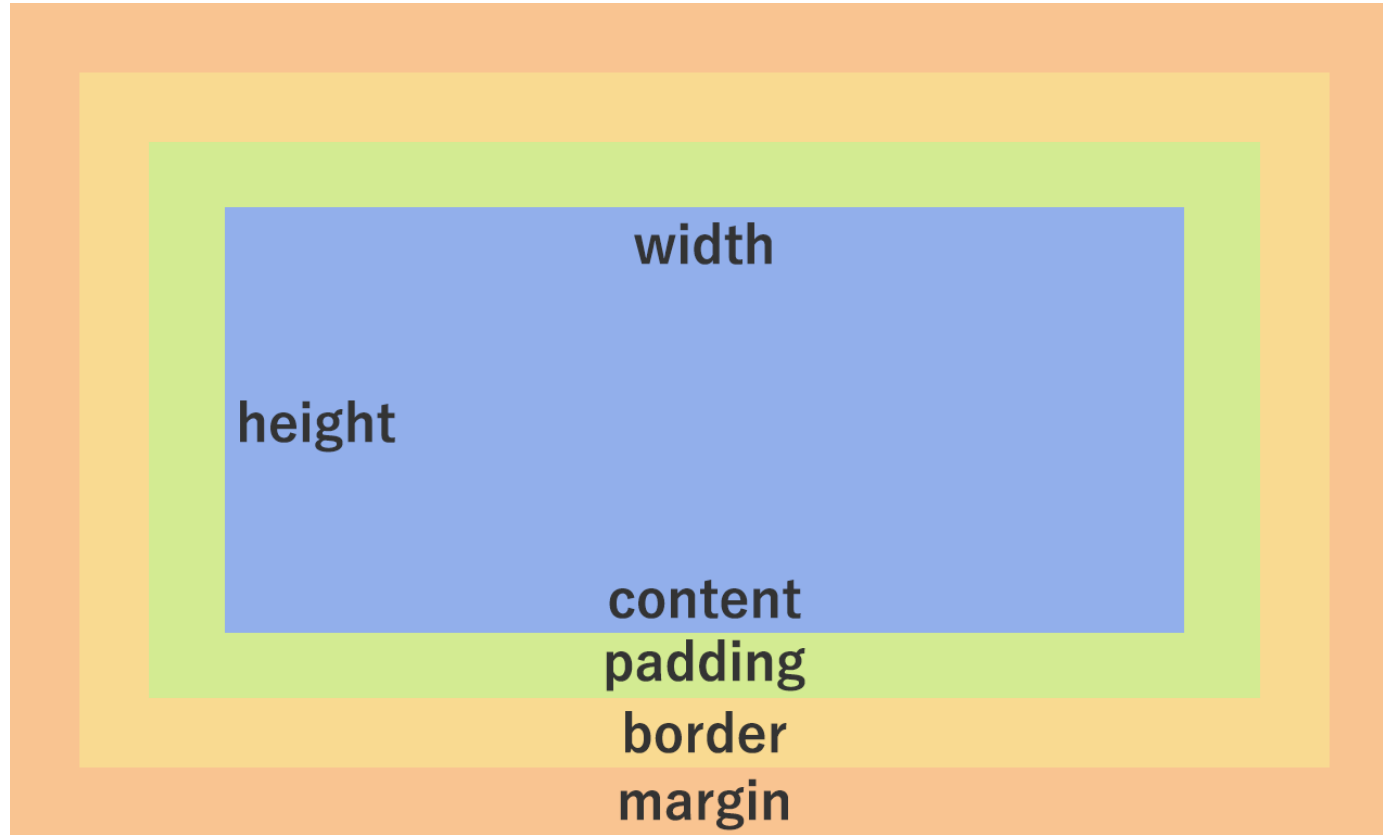 width
height
content
padding
border
margin